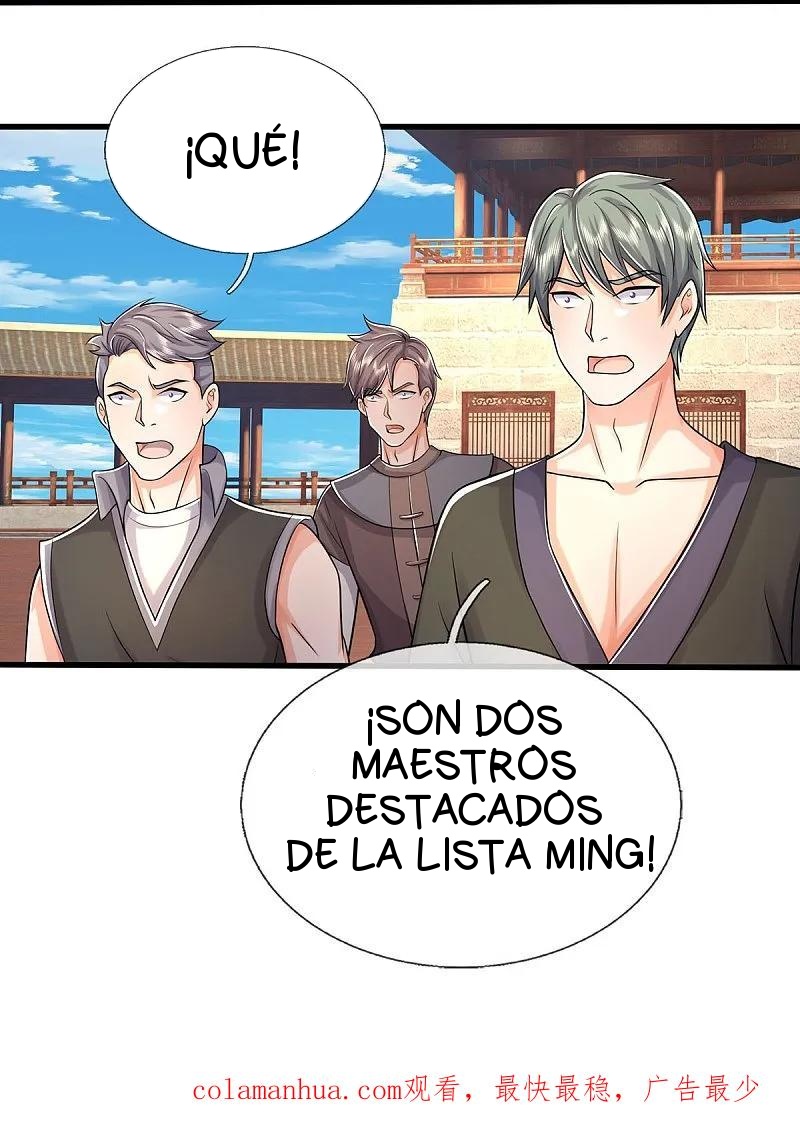 ¡QUÉ!
¡SON DOS
MAESTROS
DESTACADOS
DE LA LISTA MING!
colamanhua.com观看，最快最稳，广告最少